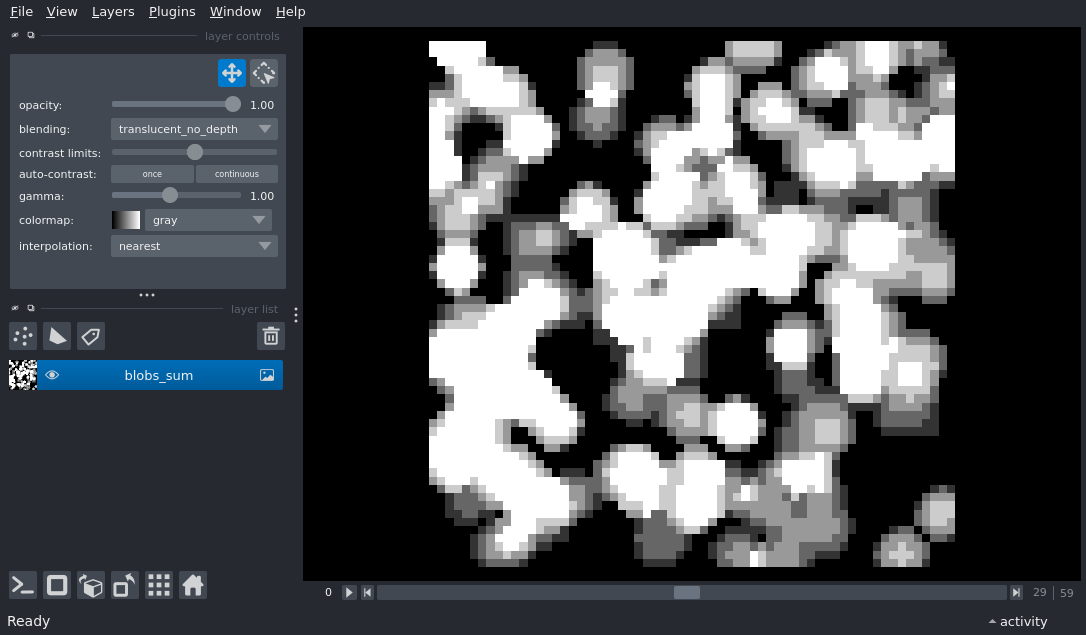 File View Layers Plugins Window Help
layer controls
opacity: 1.00
blending: translucent_no_depth
contrast limits:
auto-contrast: once continuous
gamma: 1.00
colormap: gray
interpolation: nearest
layer list
blobs_sum
0 29 59
Ready activity